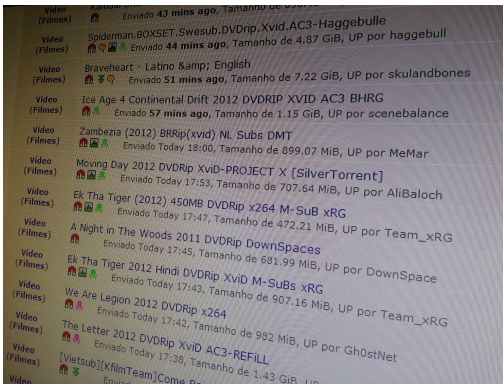 Video
(Filmes)
Enviado 43 mins ago, Tamanho de
Video
(Filmes)
Spiderman.BOXSET.Swesub.DVDrip.Xvid.AC3-Haggebulle
Enviado 44 mins ago, Tamanho de 4.87 GiB, UP por haggebull
Video
(Filmes)
Braveheart - Latino &amp; English
Enviado 51 mins ago, Tamanho de 7.22 GiB, UP por skulandbones
Video
(Filmes)
Ice Age 4 Continental Drift 2012 DVDRIP XVID AC3 BHRG
Enviado 57 mins ago, Tamanho de 1.15 GiB, UP por scenebalance
Video
(Filmes)
Zambezia (2012) BRRip(xvid) NL Subs DMT
Enviado Today 18:00, Tamanho de 899.07 MiB, UP por MeMar
Video
(Filmes)
Moving Day 2012 DVDRip XviD-PROJECT X [SilverTorrent]
Enviado Today 17:53, Tamanho de 707.64 MiB, UP por AliBaloch
Video
(Filmes)
Ek Tha Tiger (2012) 450MB DVDRip x264 M-SuB xRG
Enviado Today 17:47, Tamanho de 472.21 MiB, UP por Team_xRG
Video
(Filmes)
A Night in The Woods 2011 DVDRip DownSpaces
Enviado Today 17:45, Tamanho de 681.99 MiB, UP por DownSpace
Video
(Filmes)
Ek Tha Tiger 2012 Hindi DVDRip XviD M-SuBs xRG
Enviado Today 17:43, Tamanho de 907.16 MiB, UP por Team_xRG
Video
(Filmes)
We Are Legion 2012 DVDRip x264
Enviado Today 17:42, Tamanho de 982 MiB, UP por Gh0stNet
Video
(Filmes)
The Letter 2012 DVDRip XviD AC3-REFiLL
Enviado Today 17:38, Tamanho de 1.43 GiB, UP
Video
(Filmes)
[Vietsub][KfilmTeam]Come